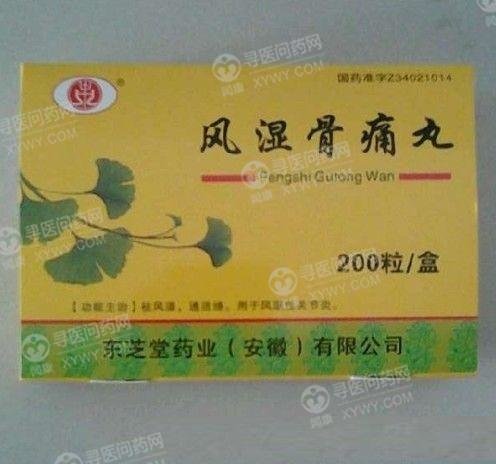 国药准字Z34021014
风湿骨痛丸
Fengshi Gutong Wan
200粒/盒
【功能主治】祛风湿，通道络。用于风湿性关节炎。
东芝堂药业（安徽）有限公司
寻医问药网
闻康 XYWY.COM